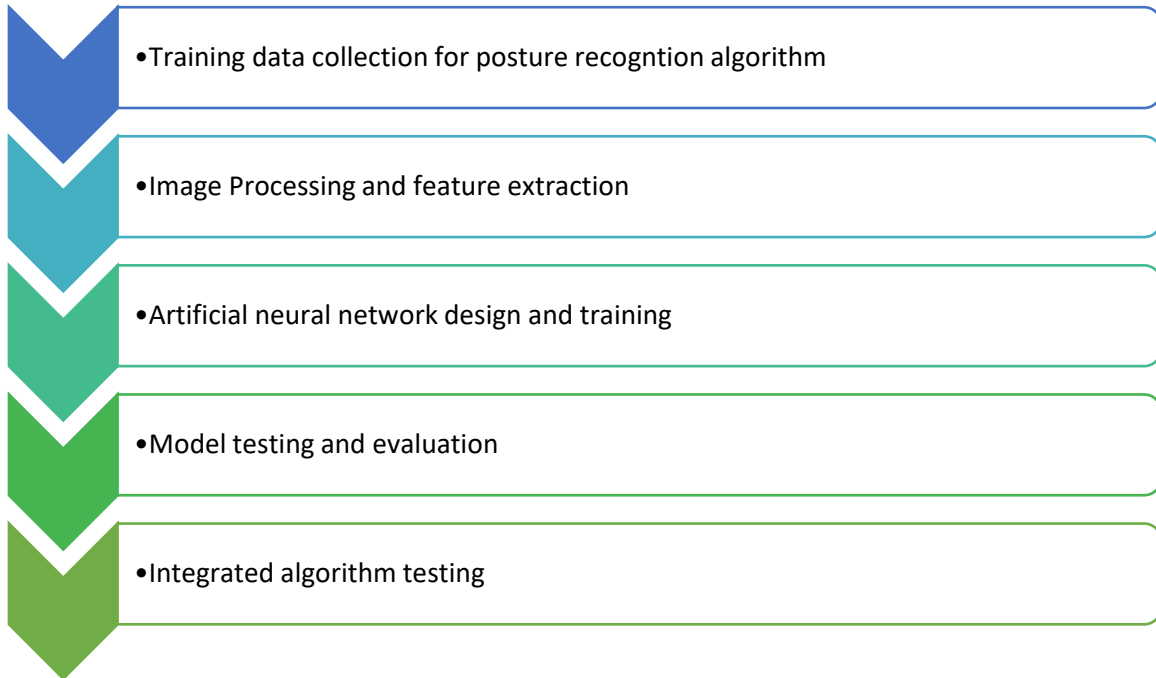 •Training data collection for posture recogntion algorithm
•Image Processing and feature extraction
•Artificial neural network design and training
•Model testing and evaluation
•Integrated algorithm testing